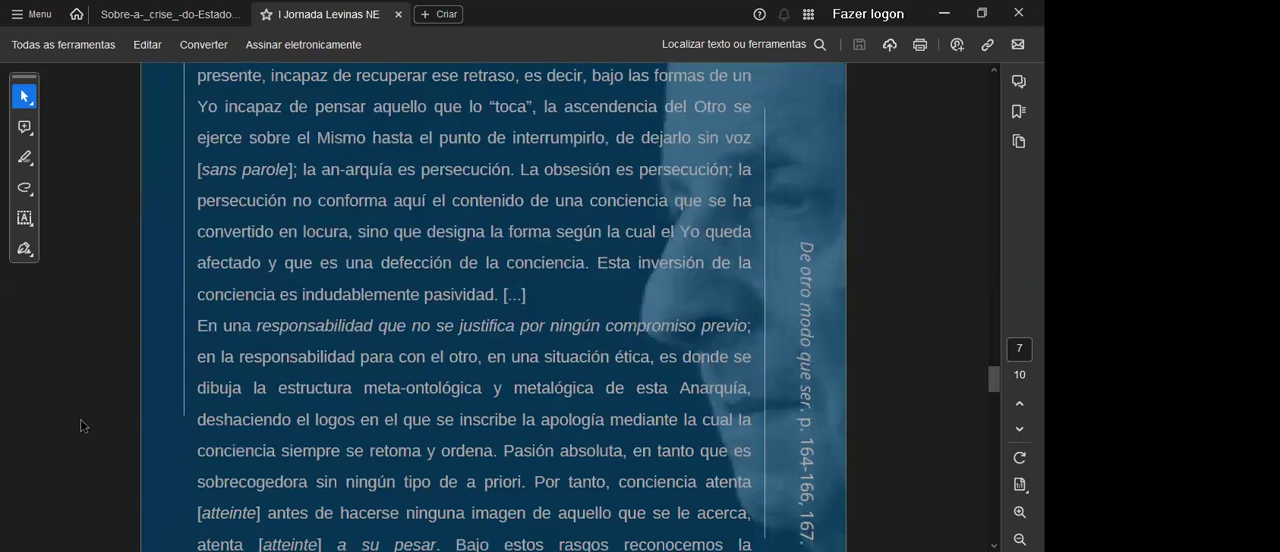 Menu
Sobre-a-_crise_-do-Estado...
I Jornada Levinas NE
Criar
Fazer logon
Todas as ferramentas
Editar
Converter
Assinar eletronicamente
Localizar texto ou ferramentas
presente, incapaz de recuperar ese retraso, es decir, bajo las formas de un
Yo incapaz de pensar aquello que lo “toca”, la ascendencia del Otro se
ejerce sobre el Mismo hasta el punto de interrumpirlo, de dejarlo sin voz
[sans parole]; la an-arquía es persecución. La obsesión es persecución; la
persecución no conforma aquí el contenido de una conciencia que se ha
convertido en locura, sino que designa la forma según la cual el Yo queda
afectado y que es una defección de la conciencia. Esta inversión de la
conciencia es indudablemente pasividad. [...]
En una responsabilidad que no se justifica por ningún compromiso previo;
en la responsabilidad para con el otro, en una situación ética, es donde se
dibuja la estructura meta-ontológica y metalógica de esta Anarquía,
deshaciendo el logos en el que se inscribe la apología mediante la cual la
conciencia siempre se retoma y ordena. Pasión absoluta, en tanto que es
sobrecogedora sin ningún tipo de a priori. Por tanto, conciencia atenta
[atteinte] antes de hacerse ninguna imagen de aquello que se le acerca,
atenta [atteinte] a su pesar. Bajo estos rasgos reconocemos la
De otro modo que ser. p. 164-166, 167.
7
10